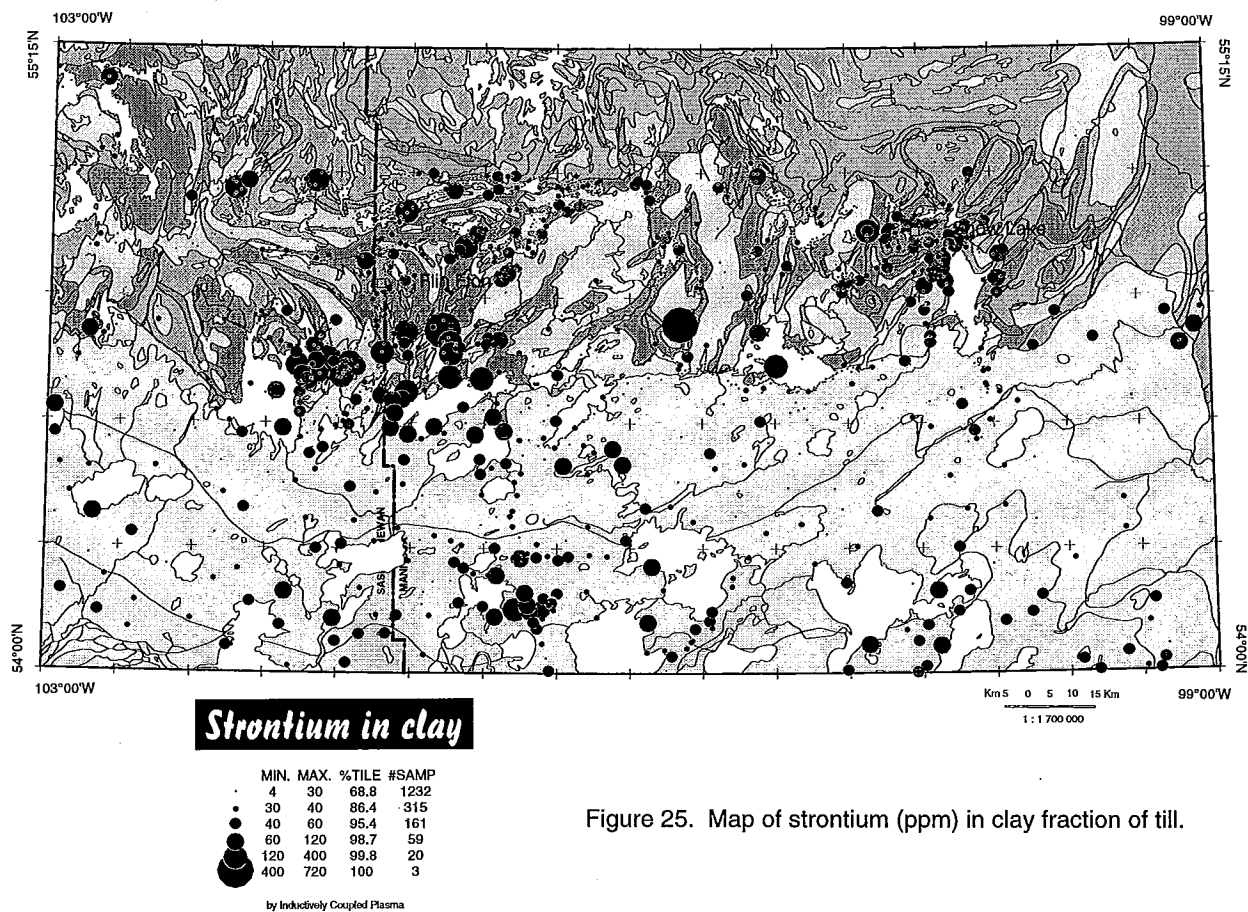 103°00'W
99°00'W
55°15'N
55°15'N
Snow Lake
Flin Flon
54°00'N
54°00'N
103°00'W
99°00'W
Km 5 0 5 10 15 Km
1 : 1 700 000
Strontium in clay
MIN. MAX. %TILE #SAMP
4 30 68.8 1232
30 40 86.4 315
40 60 95.4 161
60 120 98.7 59
120 400 99.8 20
400 720 100 3
by Inductively Coupled Plasma
Figure 25. Map of strontium (ppm) in clay fraction of till.